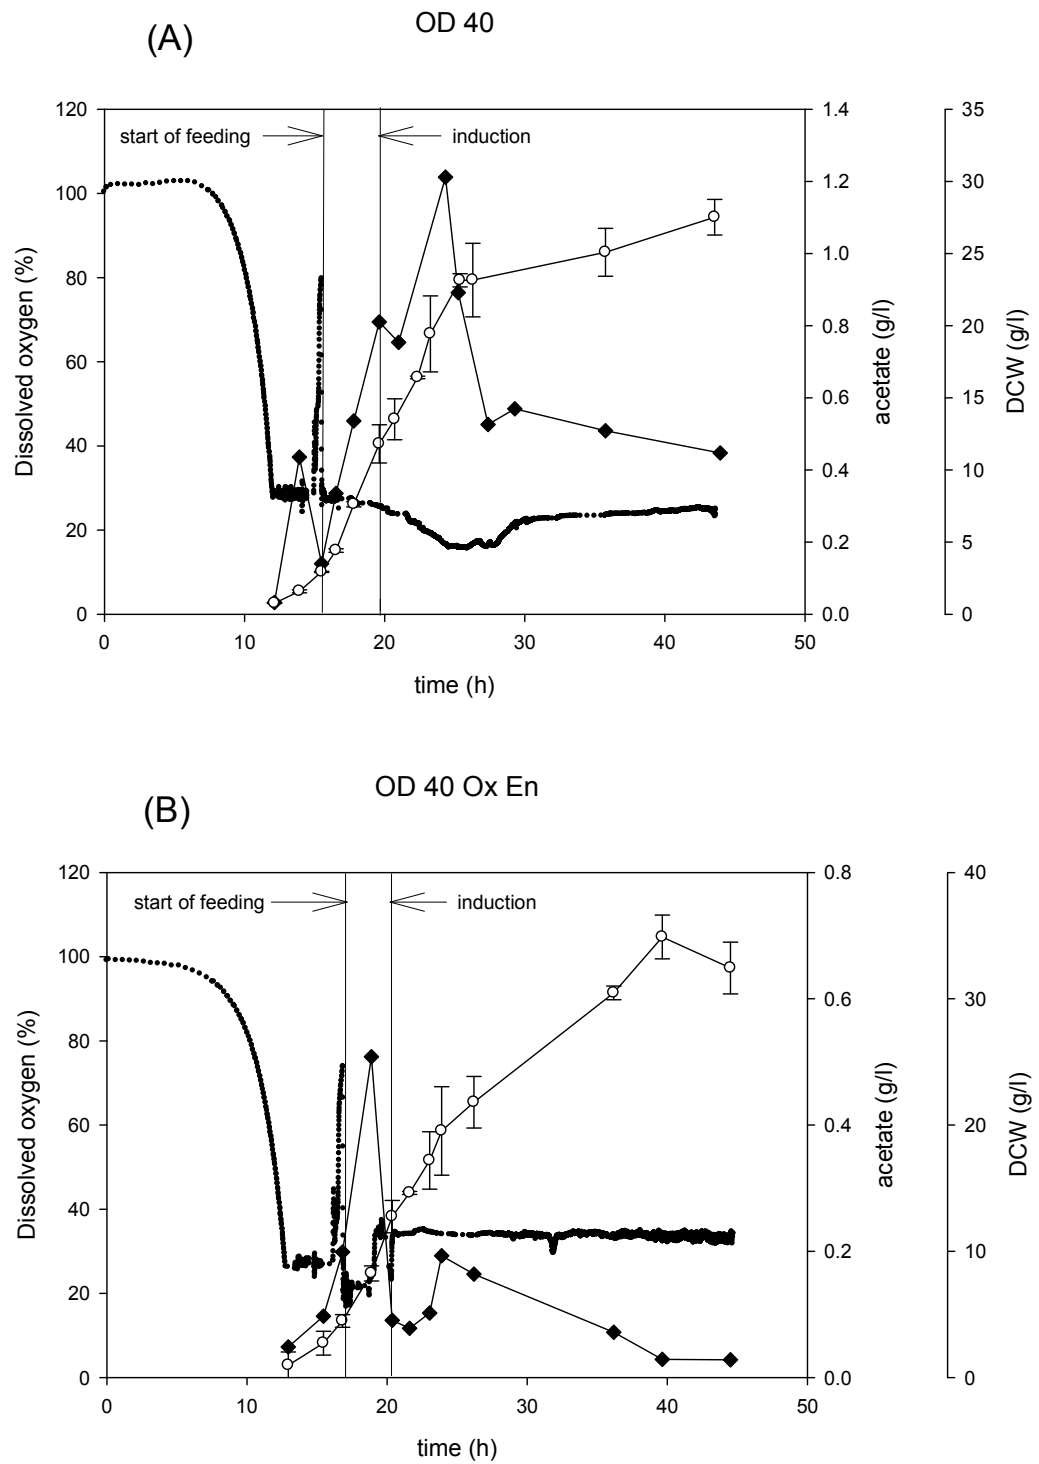 (A)
OD 40
120
100
80
60
40
20
0
Dissolved oxygen (%)
start of feeding
induction
1.4
1.2
1.0
0.8
0.6
0.4
0.2
0.0
acetate (g/l)
35
30
25
20
15
10
5
0
DCW (g/l)
0 10 20 30 40 50
time (h)
(B)
OD 40 Ox En
120
100
80
60
40
20
0
Dissolved oxygen (%)
start of feeding
induction
0.8
0.6
0.4
0.2
0.0
acetate (g/l)
40
30
20
10
0
DCW (g/l)
0 10 20 30 40 50
time (h)